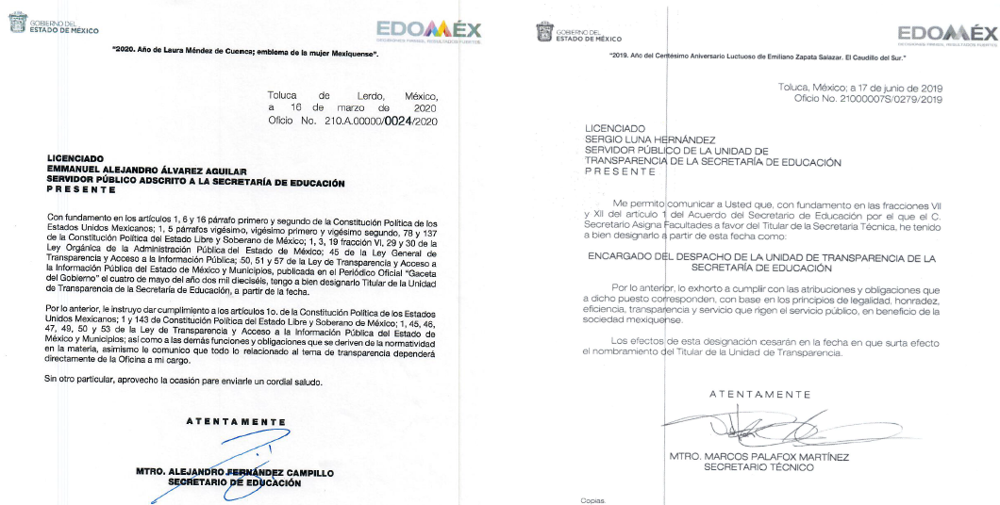 GOBIERNO DEL
ESTADO DE MÉXICO
EDOMÉX
DECISIONES FIRMES, RESULTADOS FUERTES.
"2020. Año de Laura Méndez de Cuenca; emblema de la mujer Mexiquense".
Toluca de Lerdo, México,
a 16 de marzo de 2020
Oficio No. 210.A.00000/0024/2020
LICENCIADO
EMMANUEL ALEJANDRO ÁLVAREZ AGUILAR
SERVIDOR PÚBLICO ADSCRITO A LA SECRETARÍA DE EDUCACIÓN
P R E S E N T E
Con fundamento en los artículos 1, 6 y 16 párrafo primero y segundo de la Constitución Política de los
Estados Unidos Mexicanos; 1, 5 párrafos vigésimo, vigésimo primero y vigésimo segundo, 78 y 137
de la Constitución Política del Estado Libre y Soberano de México; 1, 3, 19 fracción VI, 29 y 30 de la
Ley Orgánica de la Administración Pública del Estado de México; 45 de la Ley General de
Transparencia y Acceso a la Información Pública; 50, 51 y 57 de la Ley de Transparencia y Acceso a
la Información Pública del Estado de México y Municipios, publicada en el Periódico Oficial "Gaceta
del Gobierno" el cuatro de mayo del año dos mil dieciséis, tengo a bien designarlo Titular de la Unidad
de Transparencia de la Secretaría de Educación, a partir de la fecha.
Por lo anterior, le instruyo dar cumplimiento a los artículos 1o. de la Constitución Política de los Estados
Unidos Mexicanos; 1 y 143 de Constitución Política del Estado Libre y Soberano de México; 1, 45, 46,
47, 49, 50 y 53 de la Ley de Transparencia y Acceso a la Información Pública del Estado de
México y Municipios; así como a las demás funciones y obligaciones que se deriven de la normatividad
en la materia, asimismo le comunico que todo lo relacionado al tema de transparencia dependerá
directamente de la Oficina a mi cargo.
Sin otro particular, aprovecho la ocasión pare enviarle un cordial saludo.
A T E N T A M E N T E
MTRO. ALEJANDRO FERNÁNDEZ CAMPILLO
SECRETARIO DE EDUCACIÓN
GOBIERNO DEL
ESTADO DE MÉXICO
EDOMÉX
DECISIONES FIRMES, RESULTADOS FUERTES.
"2019. Año del Centésimo Aniversario Luctuoso de Emiliano Zapata Salazar. El Caudillo del Sur."
Toluca, México; a 17 de junio de 2019
Oficio No. 21000007S/0279/2019
LICENCIADO
SERGIO LUNA HERNÁNDEZ
SERVIDOR PÚBLICO DE LA UNIDAD DE
TRANSPARENCIA DE LA SECRETARÍA DE EDUCACIÓN
P R E S E N T E
Me permito comunicar a Usted que, con fundamento en las fracciones VII
y XII del artículo 1 del Acuerdo del Secretario de Educación por el que el C.
Secretario Asigna Facultades a favor del Titular de la Secretaría Técnica, he tenido
a bien designarlo a partir de esta fecha como:
ENCARGADO DEL DESPACHO DE LA UNIDAD DE TRANSPARENCIA DE LA
SECRETARÍA DE EDUCACIÓN
Por lo anterior, lo exhorto a cumplir con las atribuciones y obligaciones que
a dicho puesto corresponden, con base en los principios de legalidad, honradez,
eficiencia, transparencia y servicio que rigen el servicio público, en beneficio de la
sociedad mexiquense.
Los efectos de esta designación cesarán en la fecha en que surta efecto
el nombramiento del Titular de la Unidad de Transparencia.
A T E N T A M E N T E
MTRO. MARCOS PALAFOX MARTÍNEZ
SECRETARIO TÉCNICO
Copias